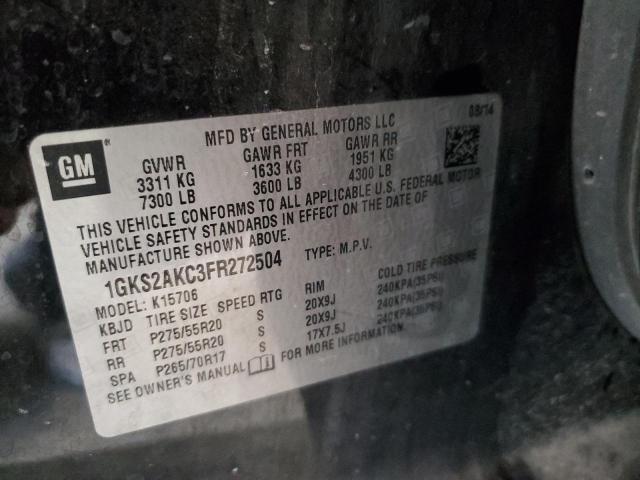 GM ®
MFD BY GENERAL MOTORS LLC 08/14
GVWR GAWR FRT GAWR RR
3311 KG 1633 KG 1951 KG
7300 LB 3600 LB 4300 LB
THIS VEHICLE CONFORMS TO ALL APPLICABLE U.S. FEDERAL MOTOR
VEHICLE SAFETY STANDARDS IN EFFECT ON THE DATE OF
MANUFACTURE SHOWN ABOVE.
1GKS2AKC3FR272504 TYPE: M.P.V.
MODEL: K15706
KBJD TIRE SIZE SPEED RTG RIM COLD TIRE PRESSURE
FRT P275/55R20 S 20X9J 240KPA(35PSI)
RR P275/55R20 S 20X9J 240KPA(35PSI)
SPA P265/70R17 S 17X7.5J 240KPA(35PSI)
SEE OWNER'S MANUAL FOR MORE INFORMATION.